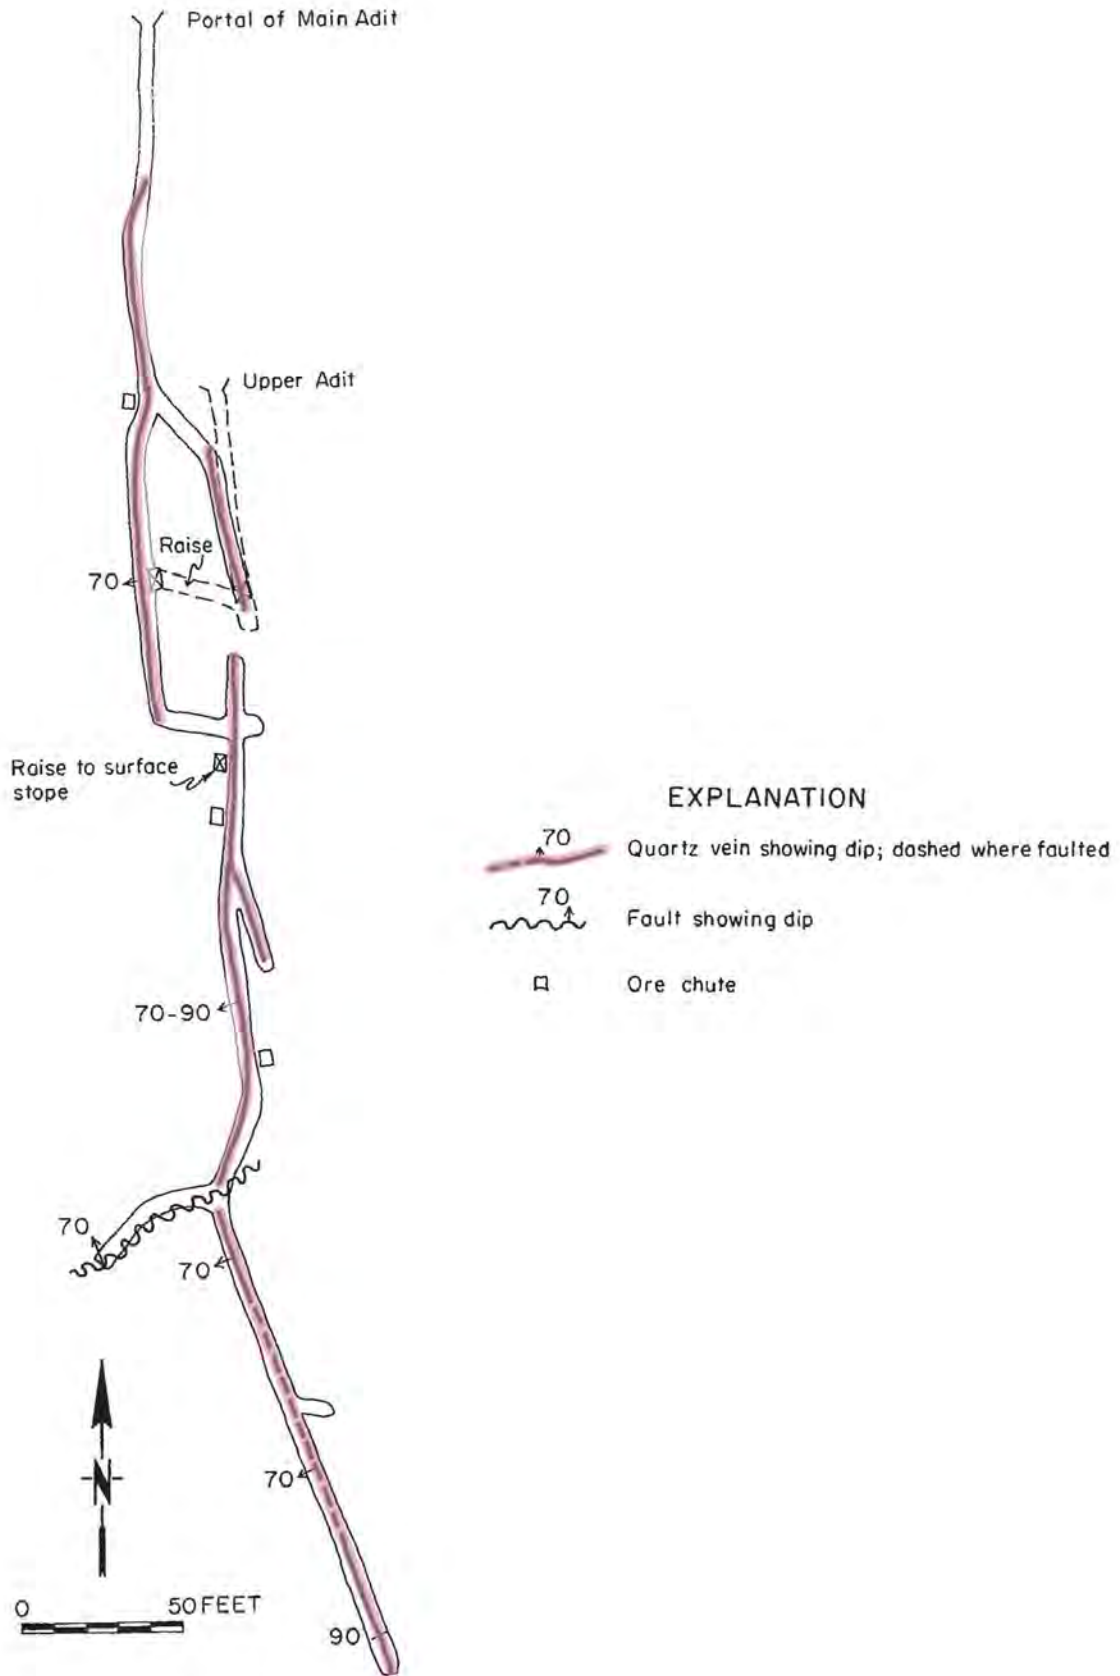 Portal of Main Adit
Upper Adit
Raise
70
Raise to surface
stope
EXPLANATION
70
Quartz vein showing dip; dashed where faulted
70
Fault showing dip
Ore chute
70-90
70
70
N
70
0 50 FEET
90